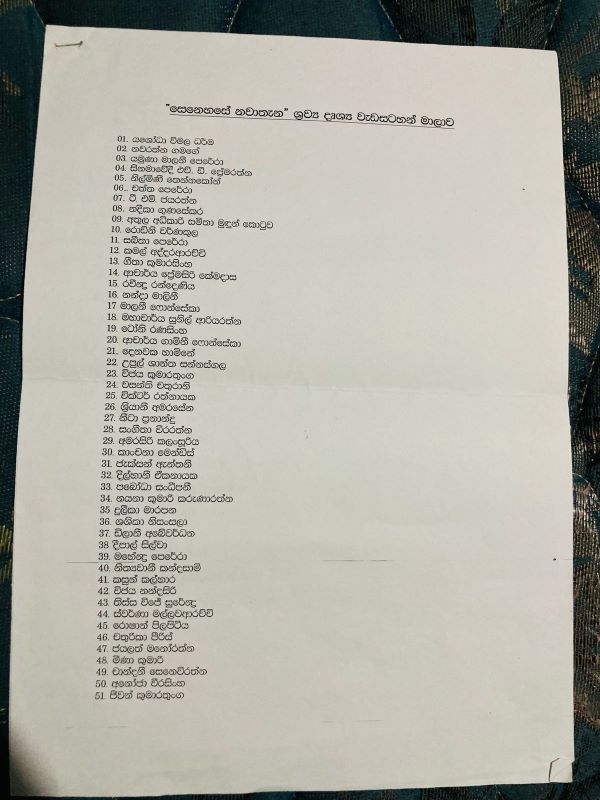 "සෙනෙහසේ නවාතැන" ශ්‍රව්‍ය දෘශ්‍ය වැඩසටහන් මාලාව
01. යශෝධා විමල ධර්ම
02. නවරත්න ගමගේ
03. යමුණා මාලනී පෙරේරා
04. සිනමාවේදී එච්. ඩී. ප්‍රේමරත්න
05. නිල්මිණී තෙන්නකෝන්
06.. චත්ත පෙරේරා
07. ටී. එම්. ජයරත්න
08. නදීකා ගුණසේකර
09. අතුල අධිකාරි සමිතා මුදුන් කොටුව
10. රොඩ්නි වර්ණකුල
11. සබීතා පෙරේරා
12. කමල් අද්දරආරච්චි
13. ගීතා කුමාරසිංහ
14. ආචාර්ය ප්‍රේමසිරි කේමදාස
15. රවීන්ද්‍ර රන්දෙණිය
16. නන්දා මාලිනී
17 මාලනී ෆොන්සේකා
18. මහාචාර්ය සුනිල් ආරියරත්න
19. ටෝනි රණසිංහ
20. ආචාර්ය ගාමිනී ෆොන්සේකා
21. දෙනවක හාමිනේ
22. උපුල් ශාන්ත සන්නස්ගල
23. විජය කුමාරතුංග
24. වසන්ති චතුරානි
25. වික්ටර් රත්නායක
26. ශ්‍රියානි අමරසේන
27. නීටා ප්‍රනාන්දු
28. සංගීතා වීරරත්න
29. අමරසිරි කලංසූරිය
30. කාංචනා මෙන්ඩිස්
31. ජැක්සන් ඇන්තනී
32. දිල්හානි ඒකනායක
33. පබෝධා සංදීපනී
34. නයනා කුමාරි කරුණාරත්න
35 දුලීකා මාරපන
36. ශශිකා නිසංසලා
37. ඩිලානි අබේවර්ධන
38 දීපාල් සිල්වා
39. මහේන්ද්‍ර පෙරේරා
40. නිත්‍යවානි කන්දසාමි
41. කසුන් කල්හාර
42. විජය නන්දසිරි
43. තිස්ස විජේ සුරේන්ද්‍ර
44. ස්වර්ණා මල්ලවආරච්චි
45. රොෂාන් පිලපිටිය
46. චතුරිකා පීරිස්
47. ජයලත් මනෝරත්න
48. මීණා කුමාරි
49. චාන්දනී සෙනෙවිරත්න
50. අනෝජා වීරසිංහ
51. ජීවන් කුමාරතුංග